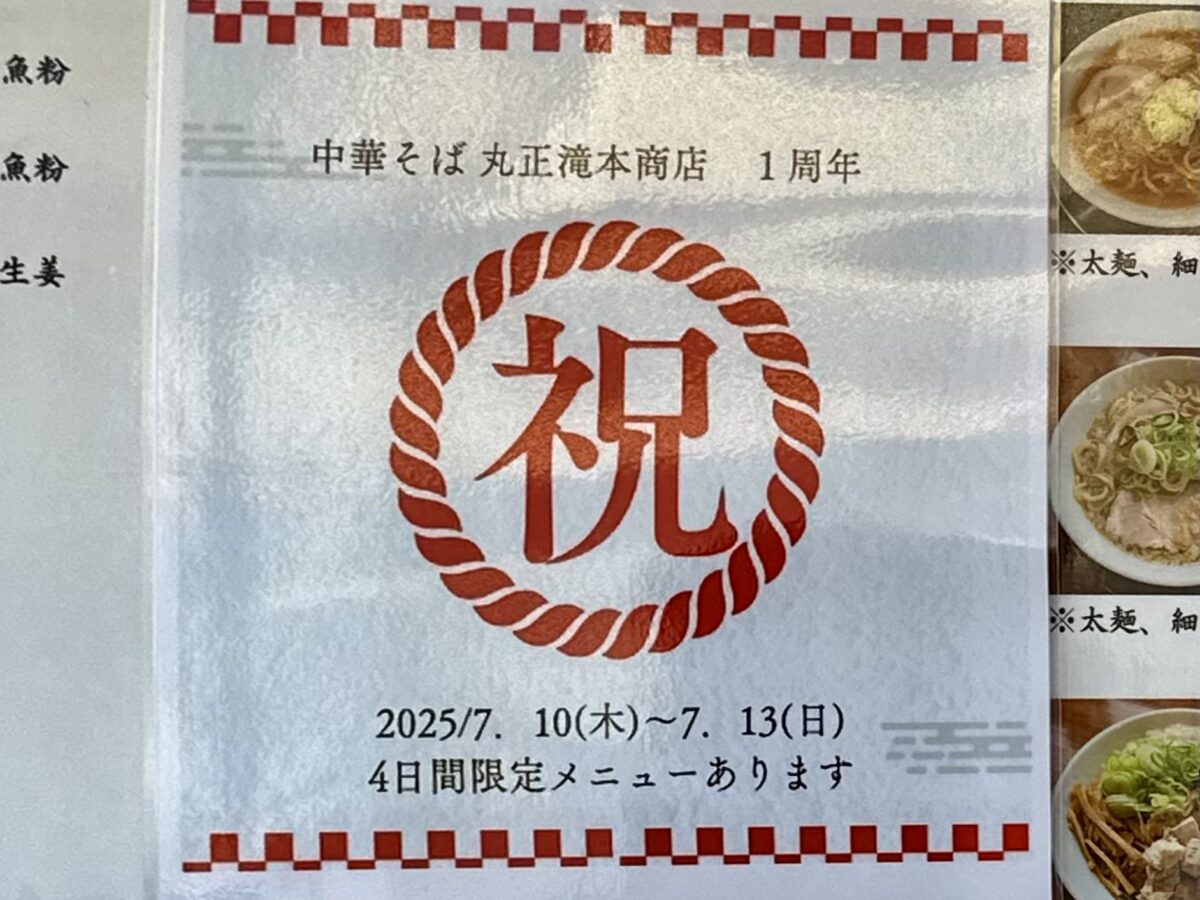 魚粉
魚粉
生姜
中華そば 丸正滝本商店　1周年
祝
2025/7. 10(木)～7. 13(日)
4日間限定メニューあります
※太麺、細
※太麺、細